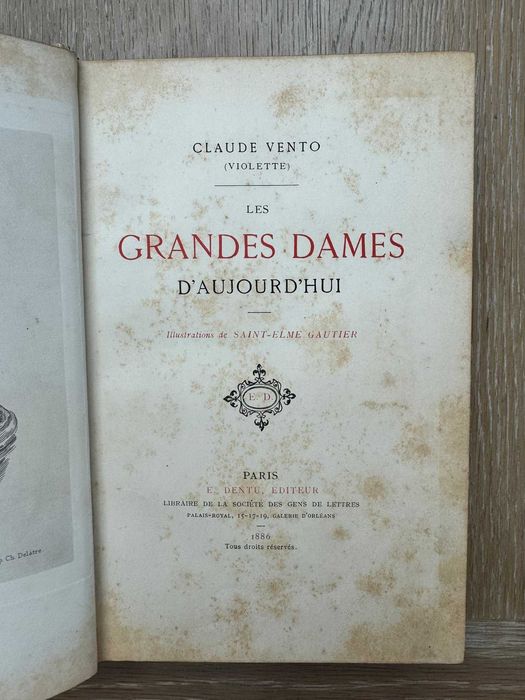 CLAUDE VENTO
(VIOLETTE)
LES
GRANDES DAMES
D'AUJOURD'HUI
Illustrations de SAINT-ELME GAUTIER
E. D.
PARIS
E. DENTU, EDITEUR
LIBRAIRE DE LA SOCIÉTÉ DES GENS DE LETTRES
PALAIS-ROYAL, 15-17-19, GALERIE D'ORLÉANS
1886
Tous droits réservés.
Ch. Delâtre